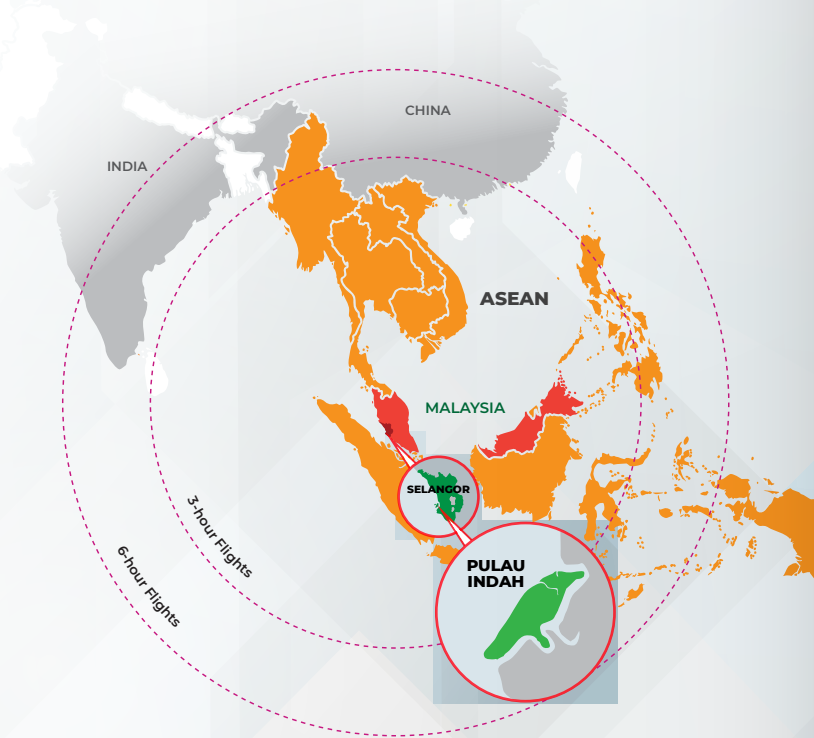 CHINA
INDIA
ASEAN
MALAYSIA
SELANGOR
3-hour Flights
6-hour Flights
PULAU
INDAH